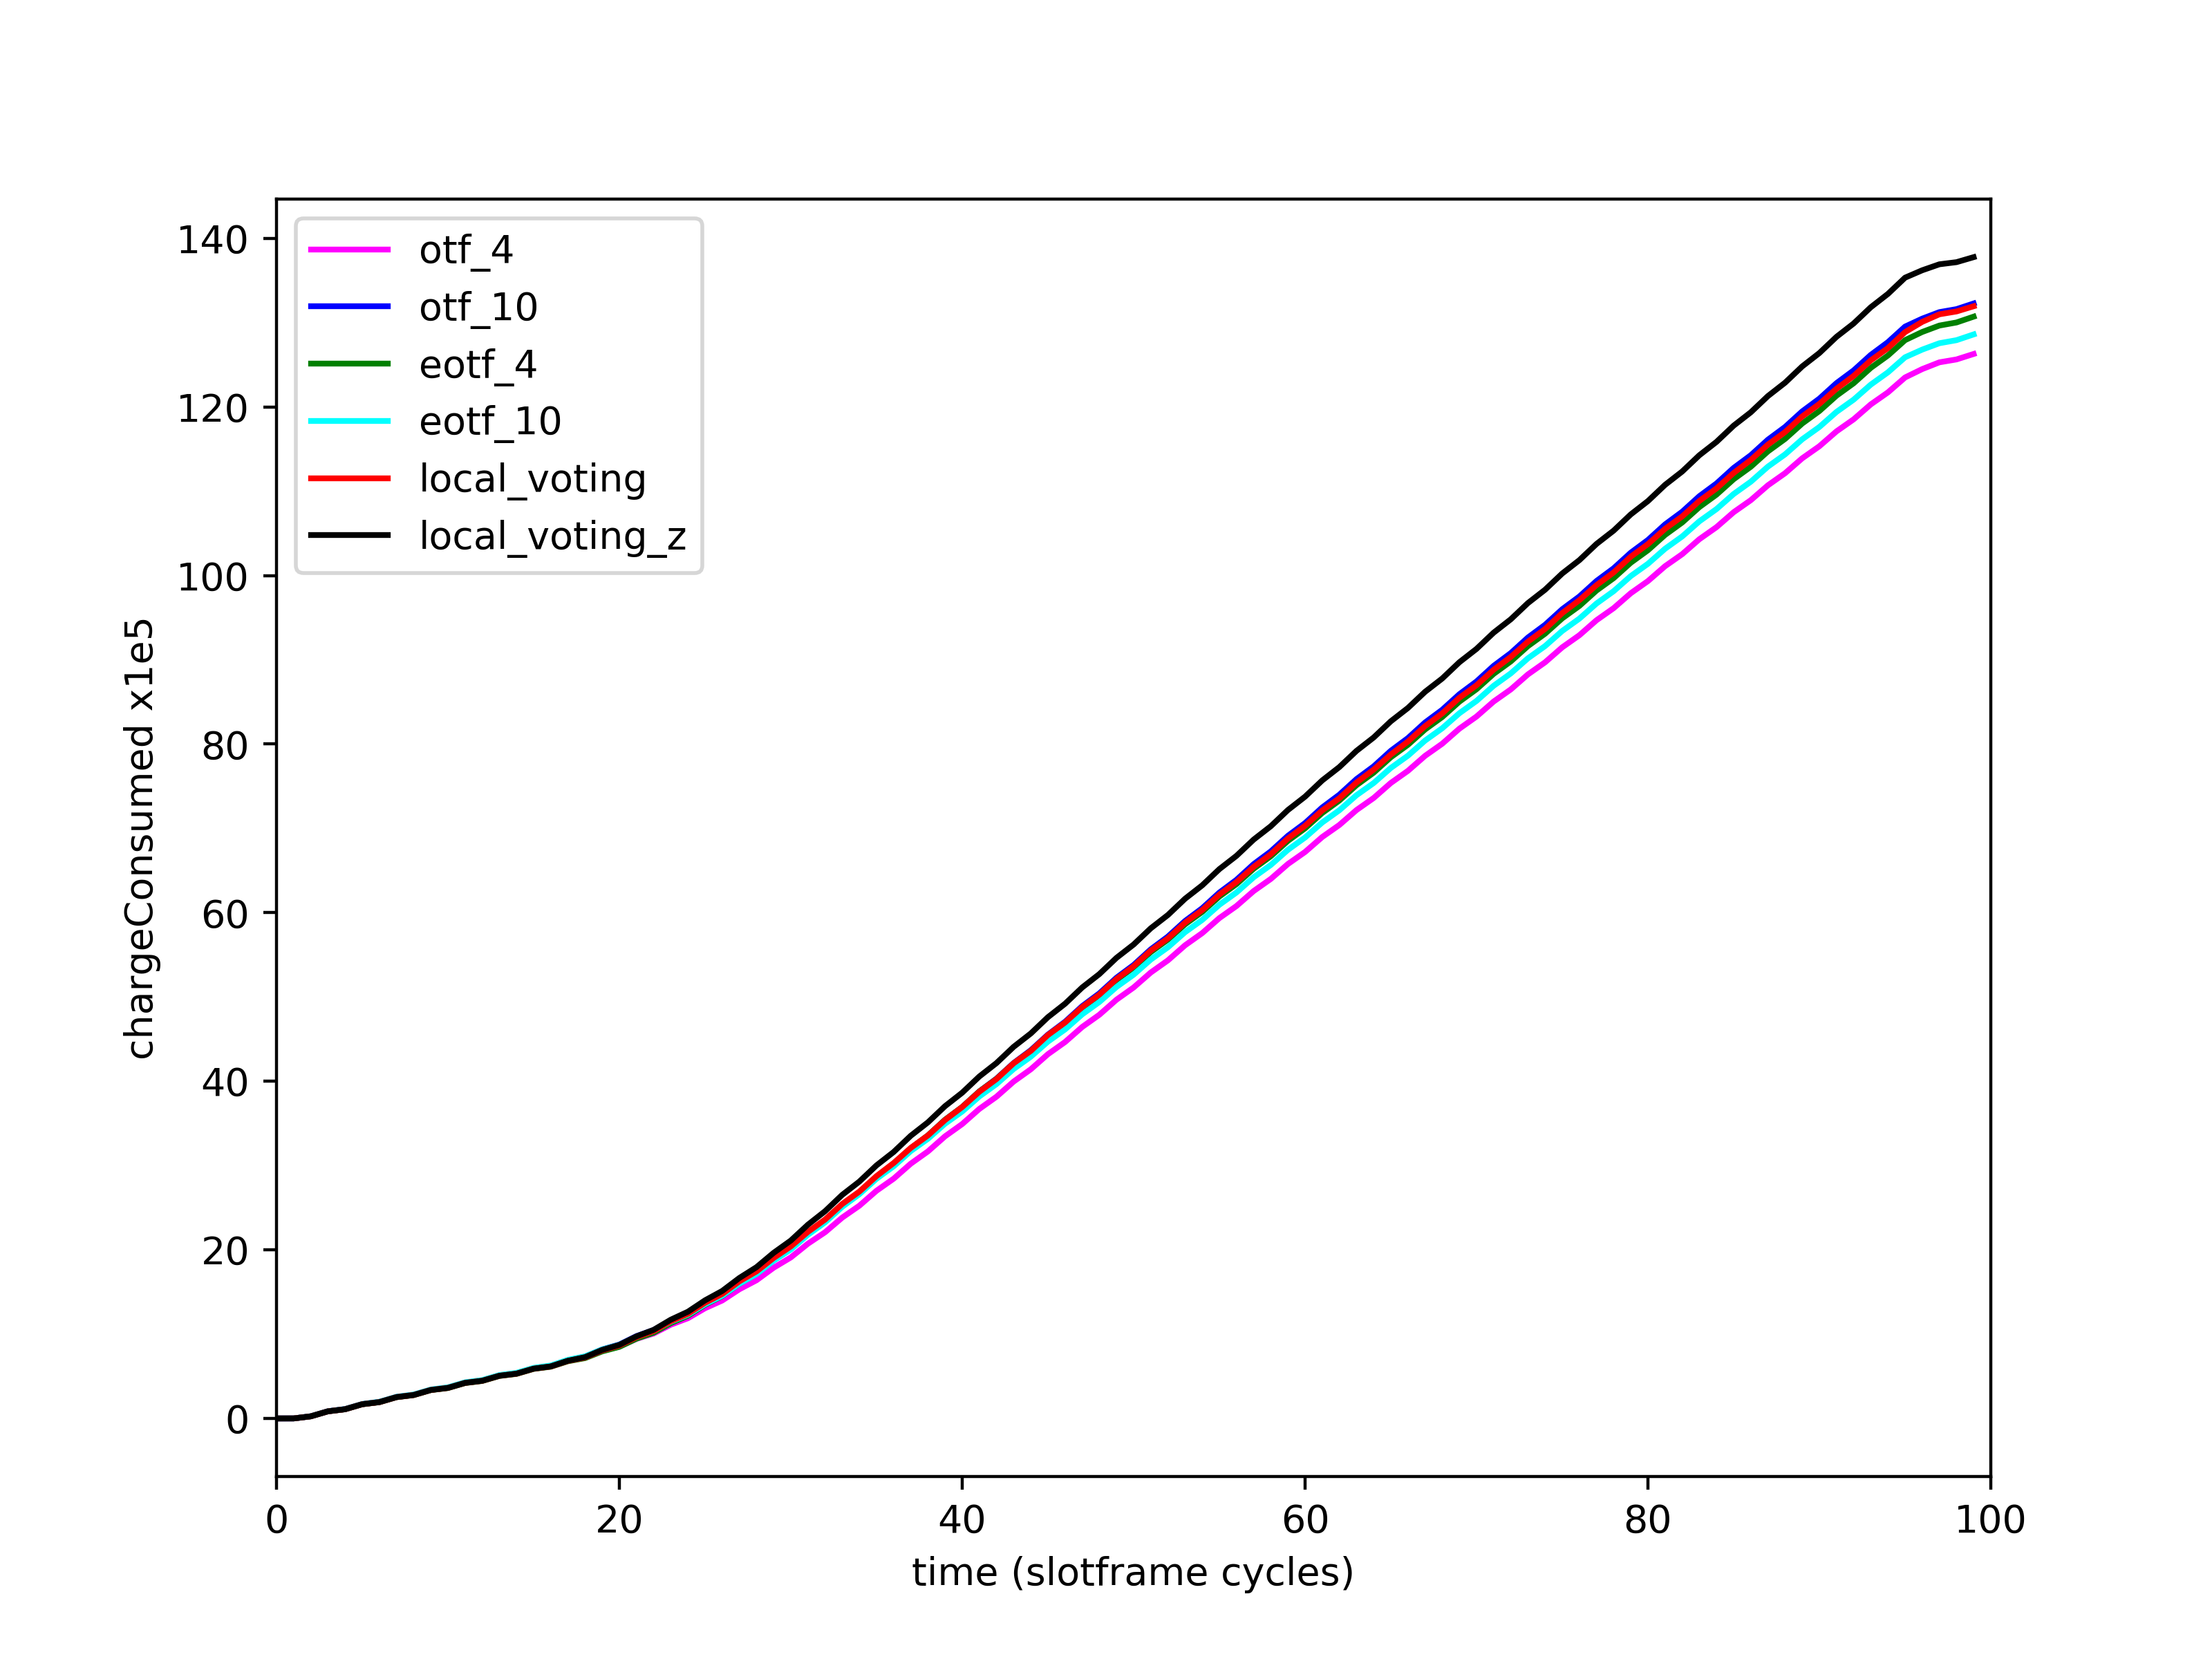 140
120
100
80
60
40
20
0
chargeConsumed x1e5
otf_4
otf_10
eotf_4
eotf_10
local_voting
local_voting_z
0 20 40 60 80 100
time (slotframe cycles)